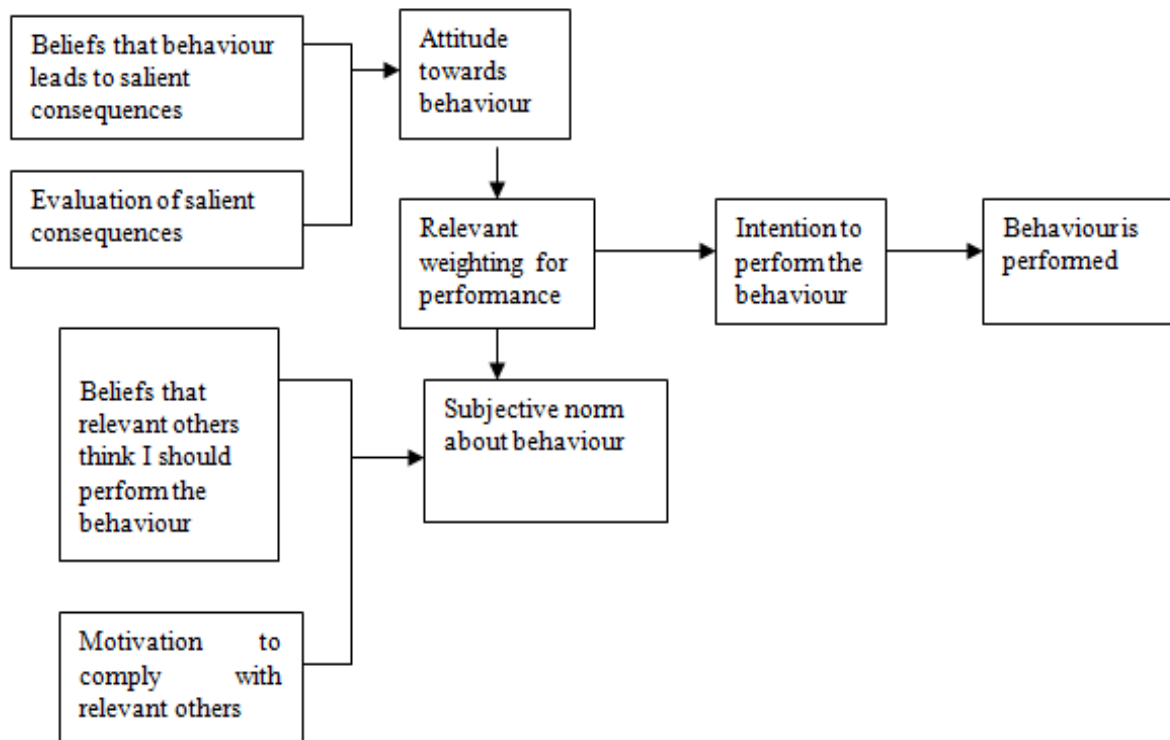 Beliefs that behaviour
leads to salient
consequences
Attitude
towards
behaviour
Evaluation of salient
consequences
Relevant
weighting for
performance
Intention to
perform the
behaviour
Behaviour is
performed
Beliefs that
relevant others
think I should
perform the
behaviour
Subjective norm
about behaviour
Motivation to
comply with
relevant others